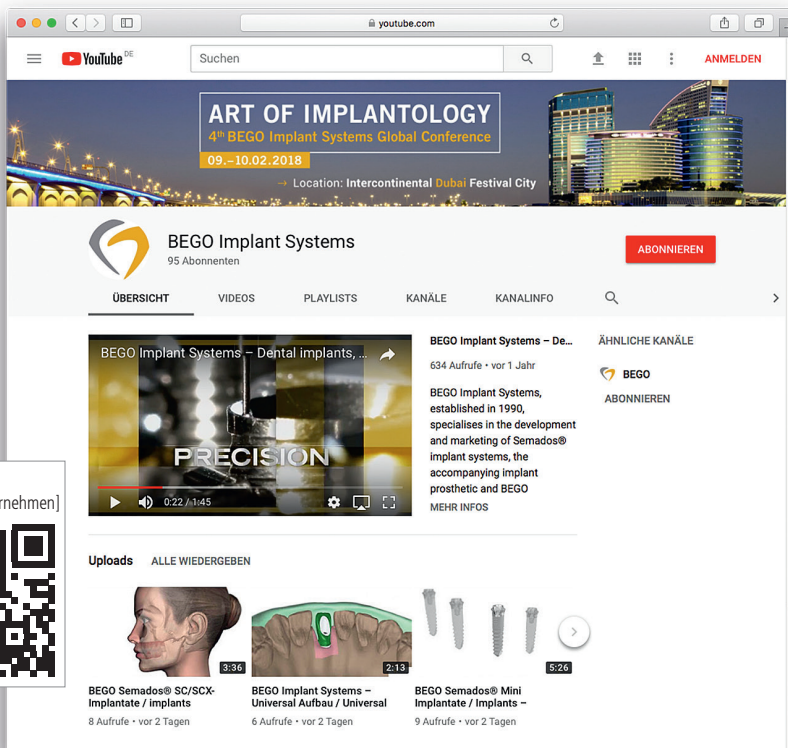 youtube.com
YouTube DE
Suchen
ANMELDEN
ART OF IMPLANTOLOGY
4th BEGO Implant Systems Global Conference
09.–10.02.2018
→ Location: Intercontinental Dubai Festival City
BEGO Implant Systems
95 Abonnenten
ABONNIEREN
ÜBERSICHT VIDEOS PLAYLISTS KANÄLE KANALINFO
BEGO Implant Systems – Dental implants, ...
PRECISION
0:22 / 1:45
BEGO Implant Systems – De...
634 Aufrufe • vor 1 Jahr
BEGO Implant Systems,
established in 1990,
specialises in the development
and marketing of Semados®
implant systems, the
accompanying implant
prosthetic and BEGO
MEHR INFOS
ÄHNLICHE KANÄLE
BEGO
ABONNIEREN
rnehmen]
Uploads ALLE WIEDERGEBEN
3:36
2:13
5:26
BEGO Semados® SC/SCX-
Implantate / implants
8 Aufrufe • vor 2 Tagen
BEGO Implant Systems –
Universal Aufbau / Universal
6 Aufrufe • vor 2 Tagen
BEGO Semados® Mini
Implantate / Implants –
9 Aufrufe • vor 2 Tagen